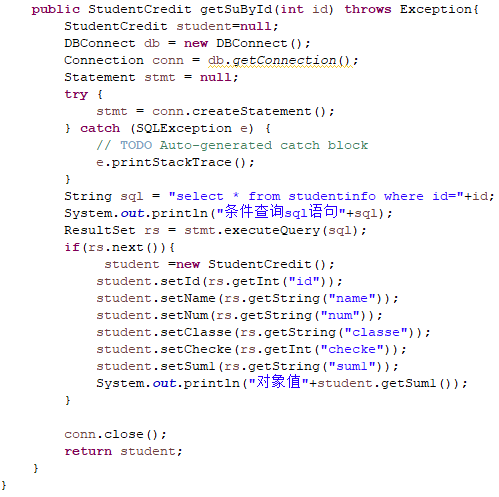 public StudentCredit getSuById(int id) throws Exception{
StudentCredit student=null;
DBConnect db = new DBConnect();
Connection conn = db.getConnection();
Statement stmt = null;
try {
stmt = conn.createStatement();
} catch (SQLException e) {
// TODO Auto-generated catch block
e.printStackTrace();
}
String sql = "select * from studentinfo where id="+id;
System.out.println("条件查询sql语句"+sql);
ResultSet rs = stmt.executeQuery(sql);
if(rs.next()){
student =new StudentCredit();
student.setId(rs.getInt("id"));
student.setName(rs.getString("name"));
student.setNum(rs.getString("num"));
student.setClasse(rs.getString("classe"));
student.setChecke(rs.getInt("checke"));
student.setSuml(rs.getString("suml"));
System.out.println("对象值"+student.getSuml());
}
conn.close();
return student;
}
}